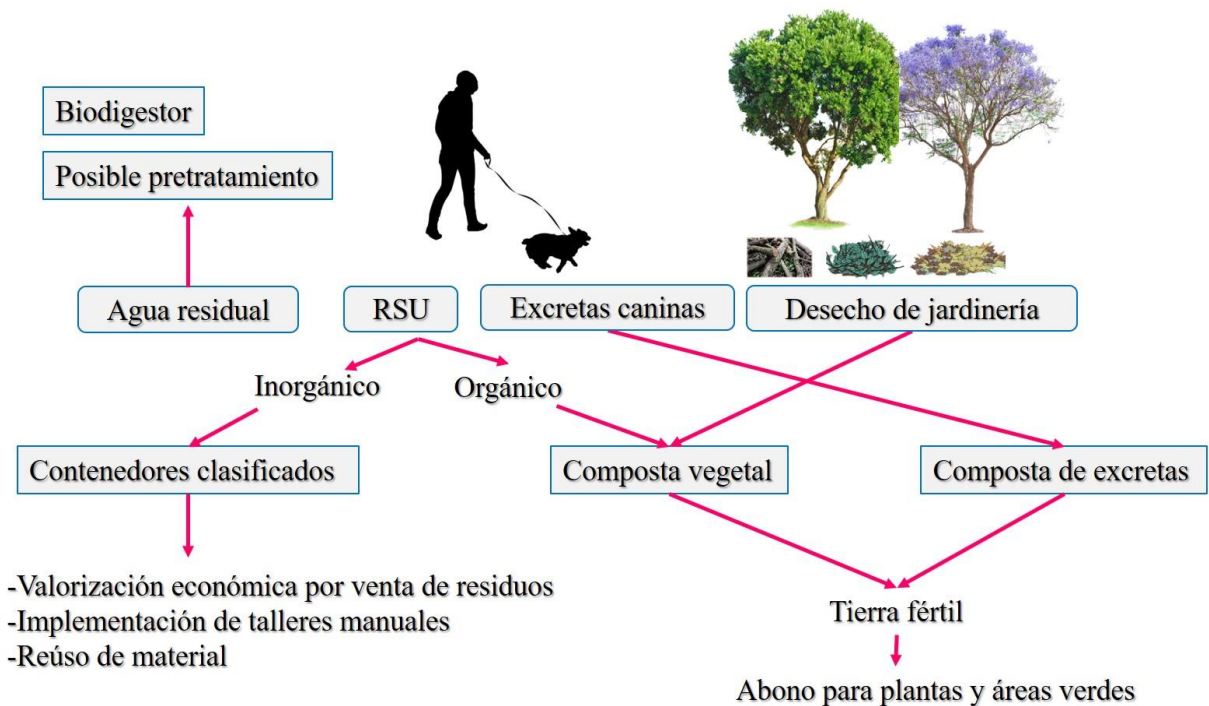 Biodigestor
Posible pretratamiento
Agua residual
RSU
Excretas caninas
Desecho de jardinería
Inorgánico
Orgánico
Contenedores clasificados
Composta vegetal
Composta de excretas
-Valorización económica por venta de residuos
-Implementación de talleres manuales
-Reúso de material
Tierra fértil
Abono para plantas y áreas verdes